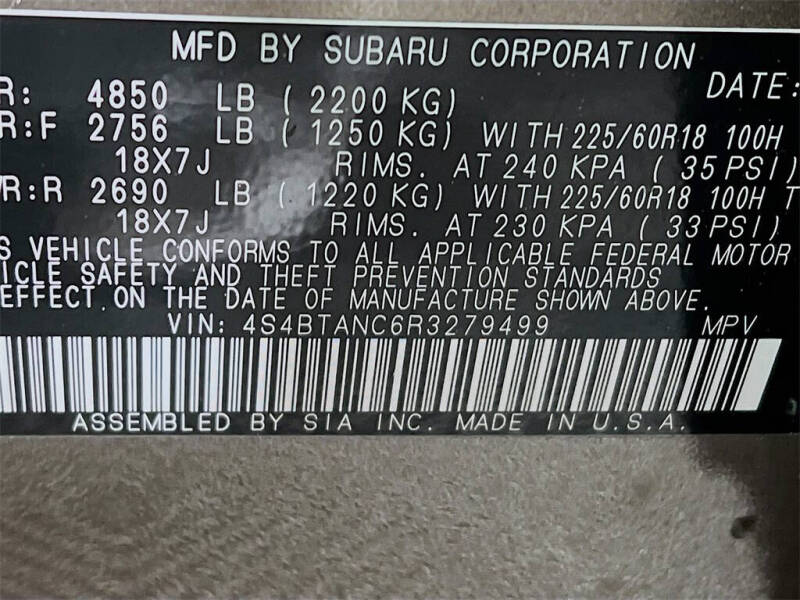 MFD BY SUBARU CORPORATION
DATE:
R: 4850 LB ( 2200 KG)
R:F 2756 LB ( 1250 KG) WITH 225/60R18 100H
18X7J RIMS. AT 240 KPA ( 35 PSI)
R:R 2690 LB ( 1220 KG) WITH 225/60R18 100H T
18X7J RIMS. AT 230 KPA ( 33 PSI)
S VEHICLE CONFORMS TO ALL APPLICABLE FEDERAL MOTOR
ICLE SAFETY AND THEFT PREVENTION STANDARDS
EFFECT ON THE DATE OF MANUFACTURE SHOWN ABOVE.
VIN: 4S4BTANC6R3279499 MPV
ASSEMBLED BY SIA INC. MADE IN U.S.A.